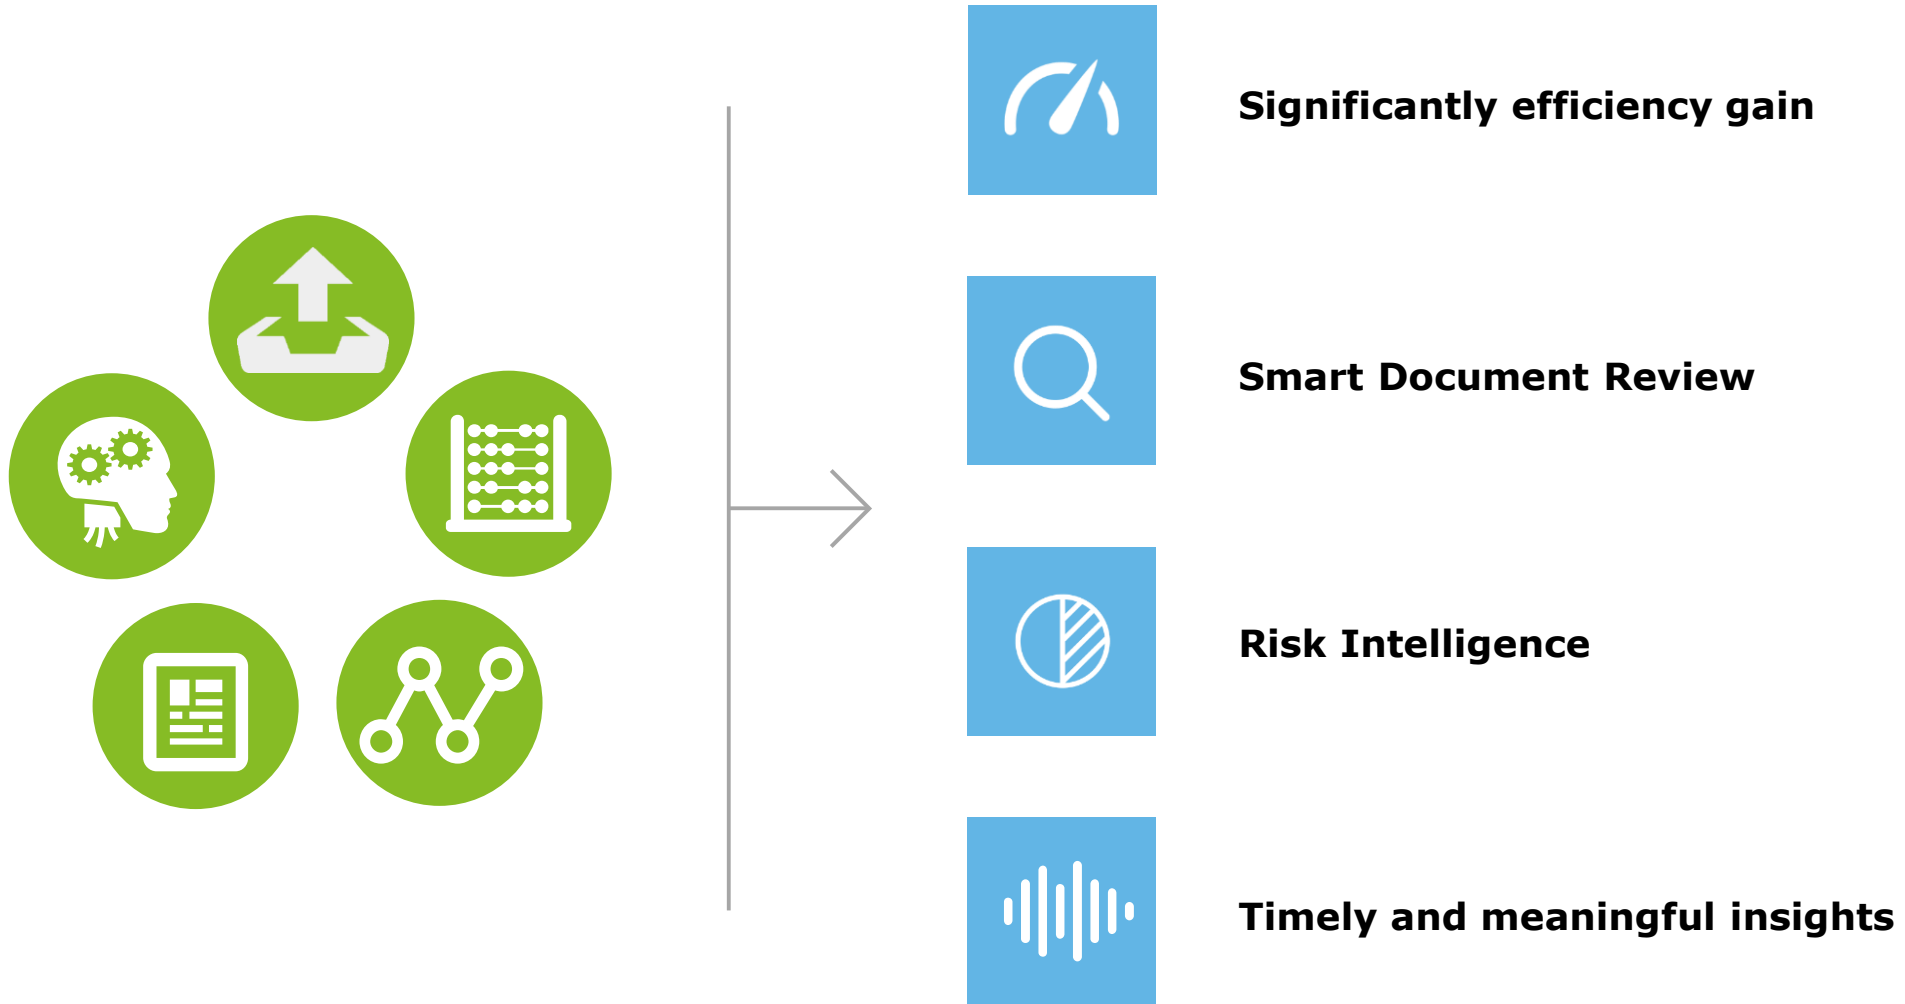 Significantly efficiency gain
Smart Document Review
Risk Intelligence
Timely and meaningful insights